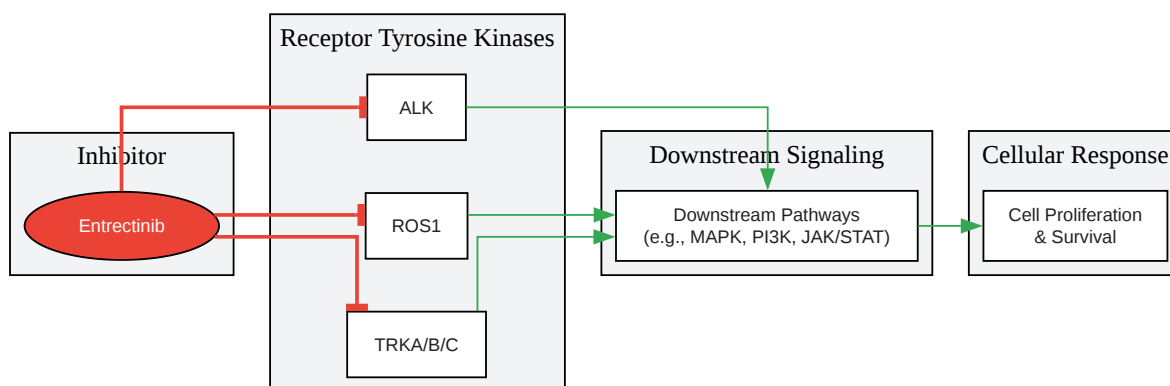 Receptor Tyrosine Kinases
ALK
Inhibitor
Entrectinib
ROS1
TRKA/B/C
Downstream Signaling
Downstream Pathways
(e.g., MAPK, PI3K, JAK/STAT)
Cellular Response
Cell Proliferation
& Survival